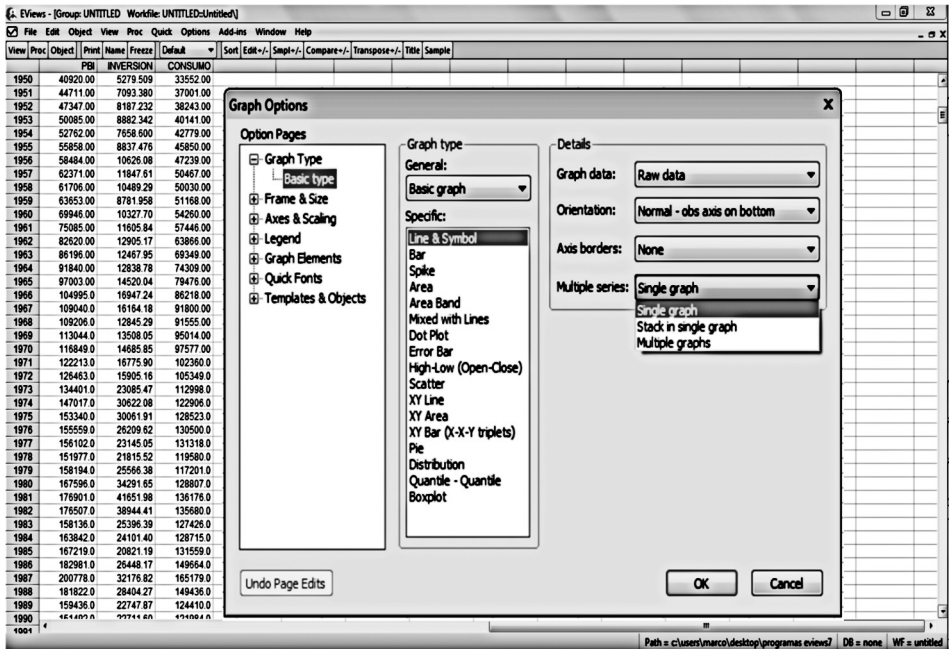 EViews - [Group: UNTITLED Workfile: UNTITLED::Untitled\]
File Edit Object View Proc Quick Options Add-ins Window Help
View Proc Object Print Name Freeze Default Sort Edit+/- Smpl+/- Compare+/- Transpose+/- Title Sample
PBI INVERSION CONSUMO
1950 40920.00 5279.509 33552.00
1951 44711.00 7093.380 37001.00
1952 47347.00 8187.232 38243.00
1953 50085.00 8882.342 40141.00
1954 52762.00 7658.600 42779.00
1955 55858.00 8837.476 45850.00
1956 58484.00 10626.08 47239.00
1957 62371.00 11847.61 50467.00
1958 61706.00 10489.29 50030.00
1959 63653.00 8781.958 51168.00
1960 69946.00 10327.70 54260.00
1961 75085.00 11605.84 57446.00
1962 82620.00 12905.17 63866.00
1963 86196.00 12467.95 69349.00
1964 91840.00 12838.78 74309.00
1965 97003.00 14520.04 79476.00
1966 104995.0 16947.24 86218.00
1967 109040.0 16164.18 91800.00
1968 109206.0 12845.29 91555.00
1969 113044.0 13508.05 95014.00
1970 116849.0 14685.85 97577.00
1971 122213.0 16775.90 102360.0
1972 126463.0 15905.16 105349.0
1973 134401.0 23085.47 112998.0
1974 147017.0 30622.08 122906.0
1975 153340.0 30061.91 128523.0
1976 155559.0 26209.62 130500.0
1977 156102.0 23145.05 131318.0
1978 151977.0 21815.52 119580.0
1979 158194.0 25566.38 117201.0
1980 167596.0 34291.65 128807.0
1981 176901.0 41651.98 136176.0
1982 176507.0 38944.41 135680.0
1983 158136.0 25396.39 127426.0
1984 163842.0 24101.40 128715.0
1985 167219.0 20821.19 131559.0
1986 182981.0 26448.17 149664.0
1987 200778.0 32176.82 165179.0
1988 181822.0 28404.27 149436.0
1989 159436.0 22747.87 124410.0
1990 151492.0 22711.60 121984.0
1991
Graph Options
Option Pages
Graph Type
Basic type
Frame & Size
Axes & Scaling
Legend
Graph Elements
Quick Fonts
Templates & Objects
Undo Page Edits
Graph type
General:
Basic graph
Specific:
Line & Symbol
Bar
Spike
Area
Area Band
Mixed with Lines
Dot Plot
Error Bar
High-Low (Open-Close)
Scatter
XY Line
XY Area
XY Bar (X-X-Y triplets)
Pie
Distribution
Quantile - Quantile
Boxplot
Details
Graph data: Raw data
Orientation: Normal - obs axis on bottom
Axis borders: None
Multiple series: Single graph
Single graph
Stack in single graph
Multiple graphs
OK Cancel
Path = c:\users\marco\desktop\programas eviews7 DB = none WF = untitled